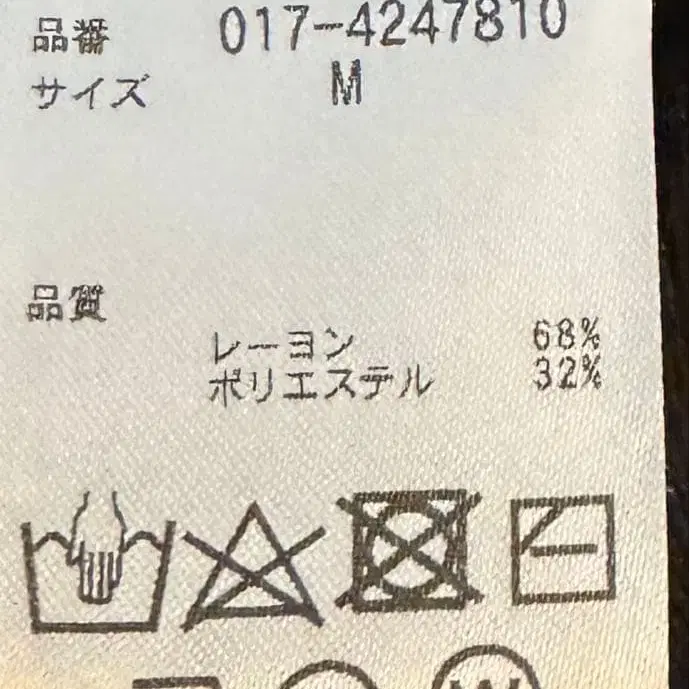 品番 017-4247810
サイズ M
品質
レーヨン 68%
ポリエステル 32%